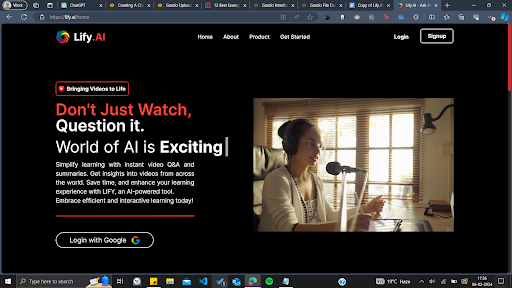 Work
ChatGPT
Creating A Ch
Gradio Uploa
12 Best Exam
Gradio Interf
Gradio File D
Copy of Lify.A
Lify.AI - Ask A
https://lify.ai/home
Lify.AI
Home
About
Product
Get Started
Login
Signup
Bringing Videos to Life
Don't Just Watch,
Question it.
World of AI is Exciting
Simplify learning with instant video Q&A and
summaries. Get insights into videos from across
the world. Save time, and enhance your learning
experience with LIFY, an AI-powered tool.
Embrace efficient and interactive learning today!
Login with Google
Type here to search
19°C Haze
ENG
17:36
06-02-2024